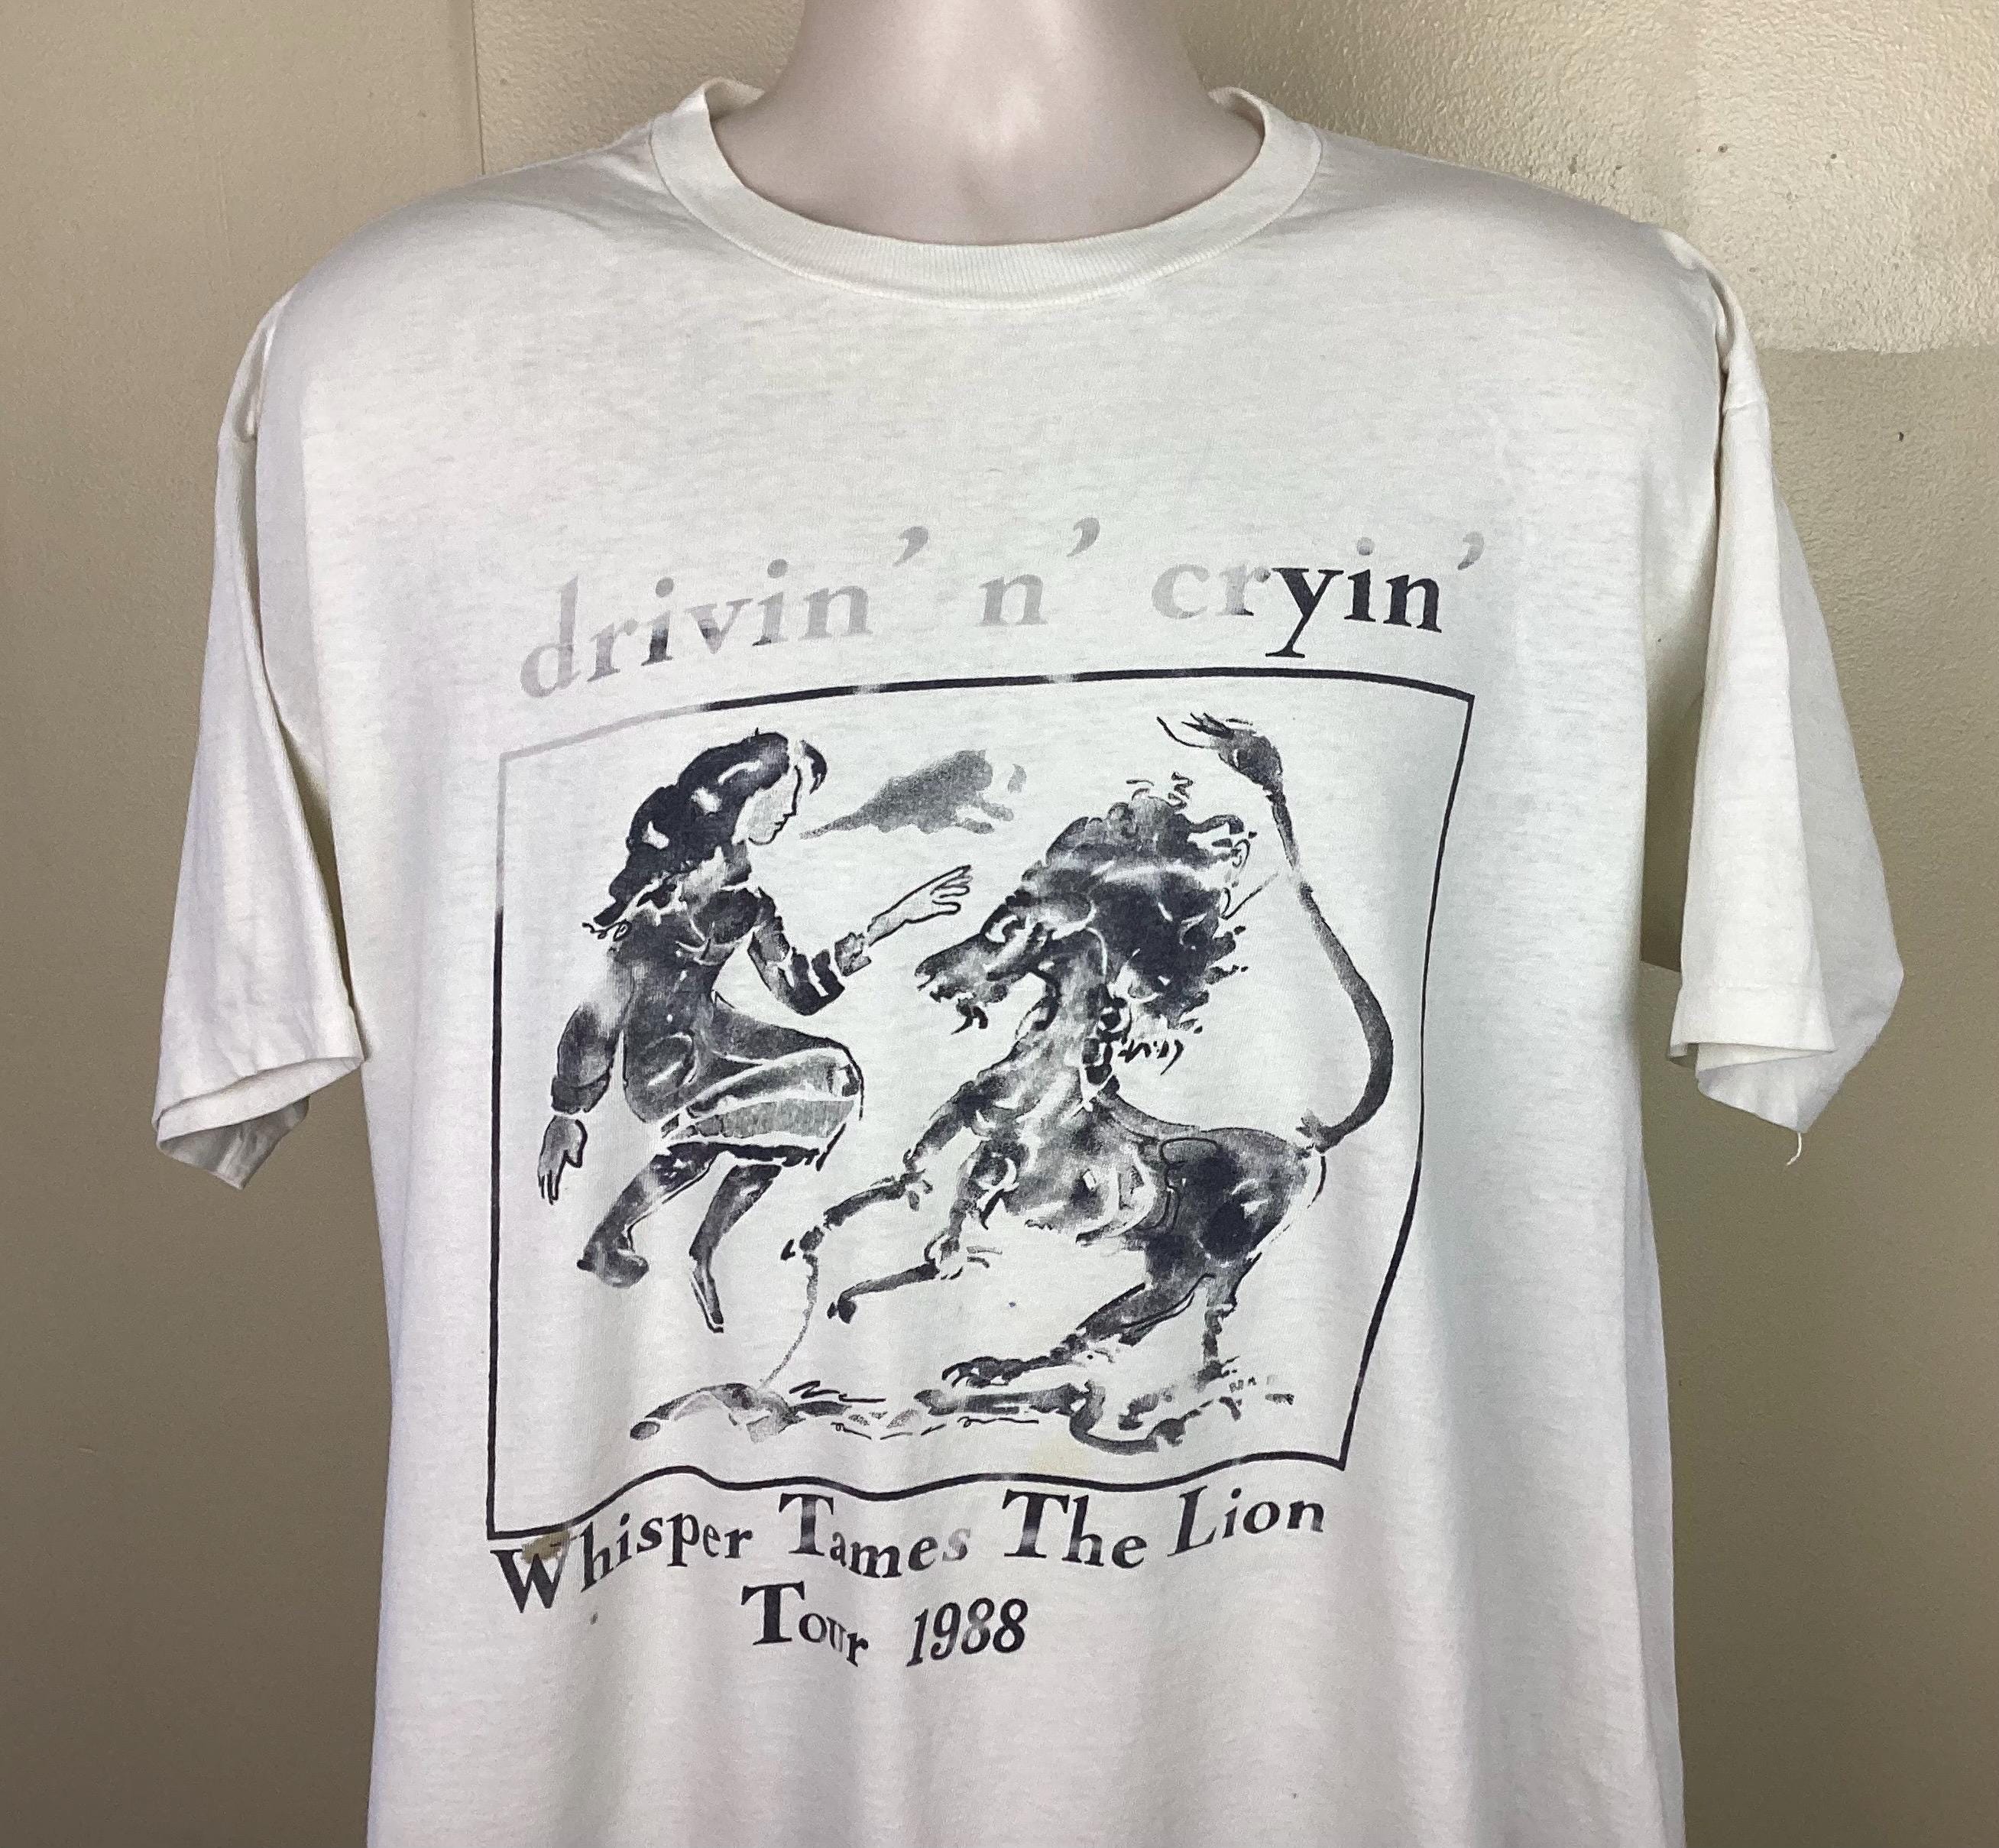 drivin' n' cryin'
Whisper Tames The Lion
Tour 1988